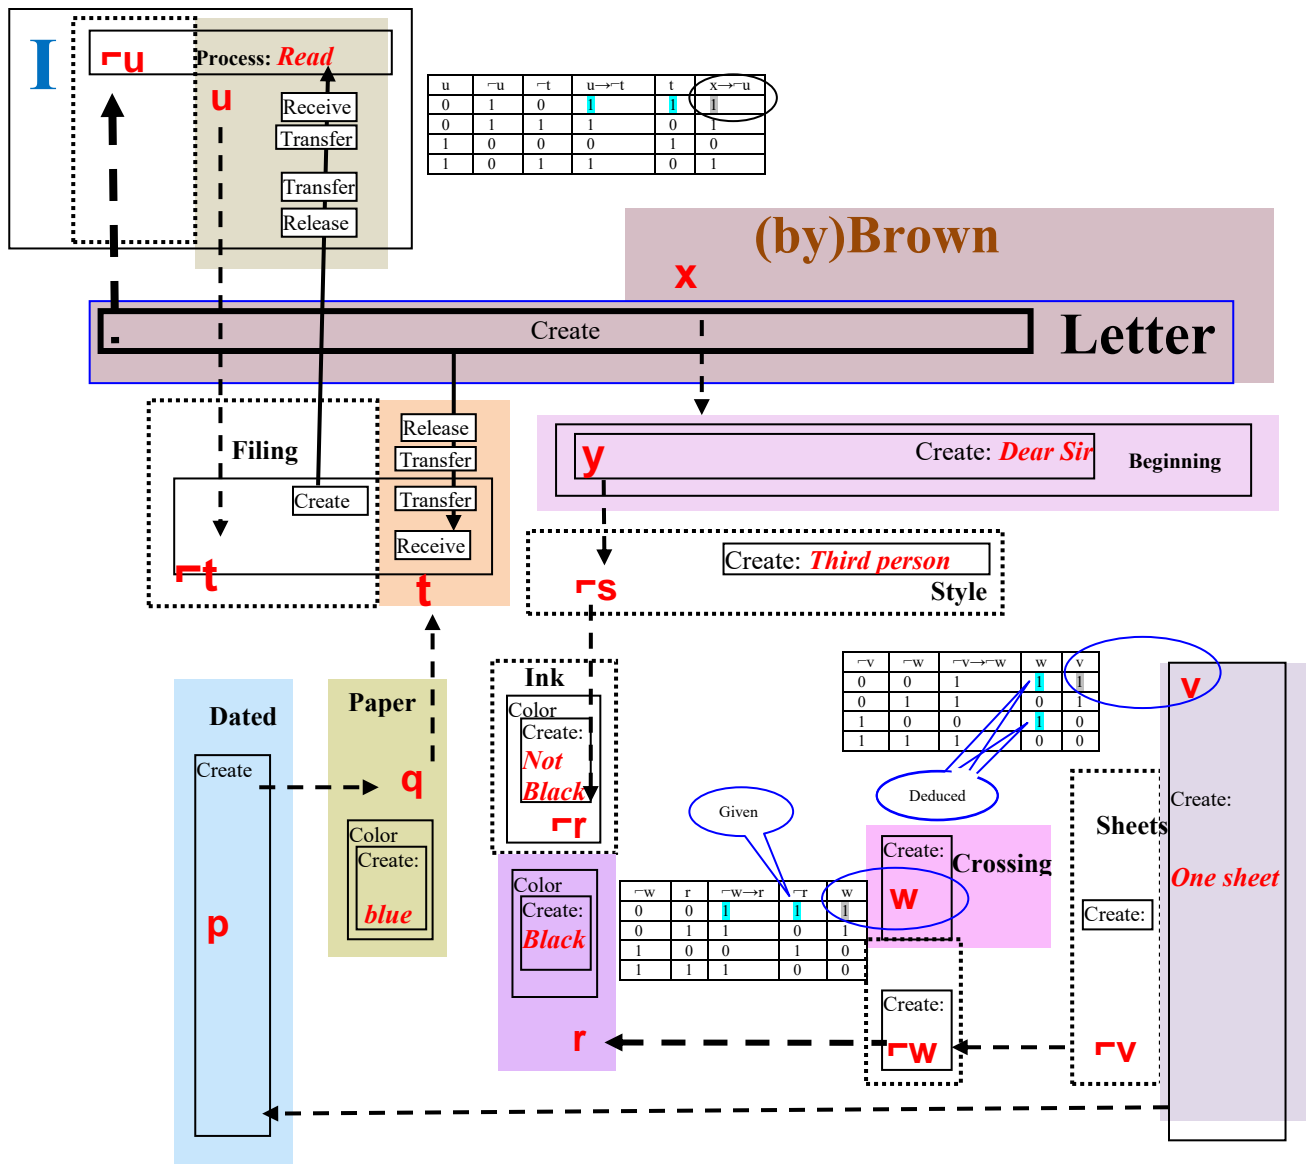 I
¬u
Process: Read
u
Receive
Transfer
Transfer
Release
u ¬u ¬t u→¬t t x→¬u
0 1 0 1 1 1
0 1 1 1 0 1
1 0 0 0 1 0
1 0 1 1 0 1
(by)Brown
x
Create
Letter
Filing
Create
¬t
Release
Transfer
Transfer
Receive
t
y
Create: Dear Sir
Beginning
Create: Third person
¬s
Style
Dated
Create
p
Paper
q
Color
Create:
blue
Ink
Color
Create:
Not
Black
¬r
Color
Create:
Black
r
¬v ¬w ¬v→¬w w v
0 0 1 1 1
0 1 1 0 1
1 0 0 1 0
1 1 1 0 0
Deduced
Given
¬w r ¬w→r ¬r w
0 0 1 1 1
0 1 1 0 1
1 0 0 1 0
1 1 1 0 0
Create:
Crossing
w
Create:
¬w
Sheets
Create:
¬v
v
Create:
One sheet